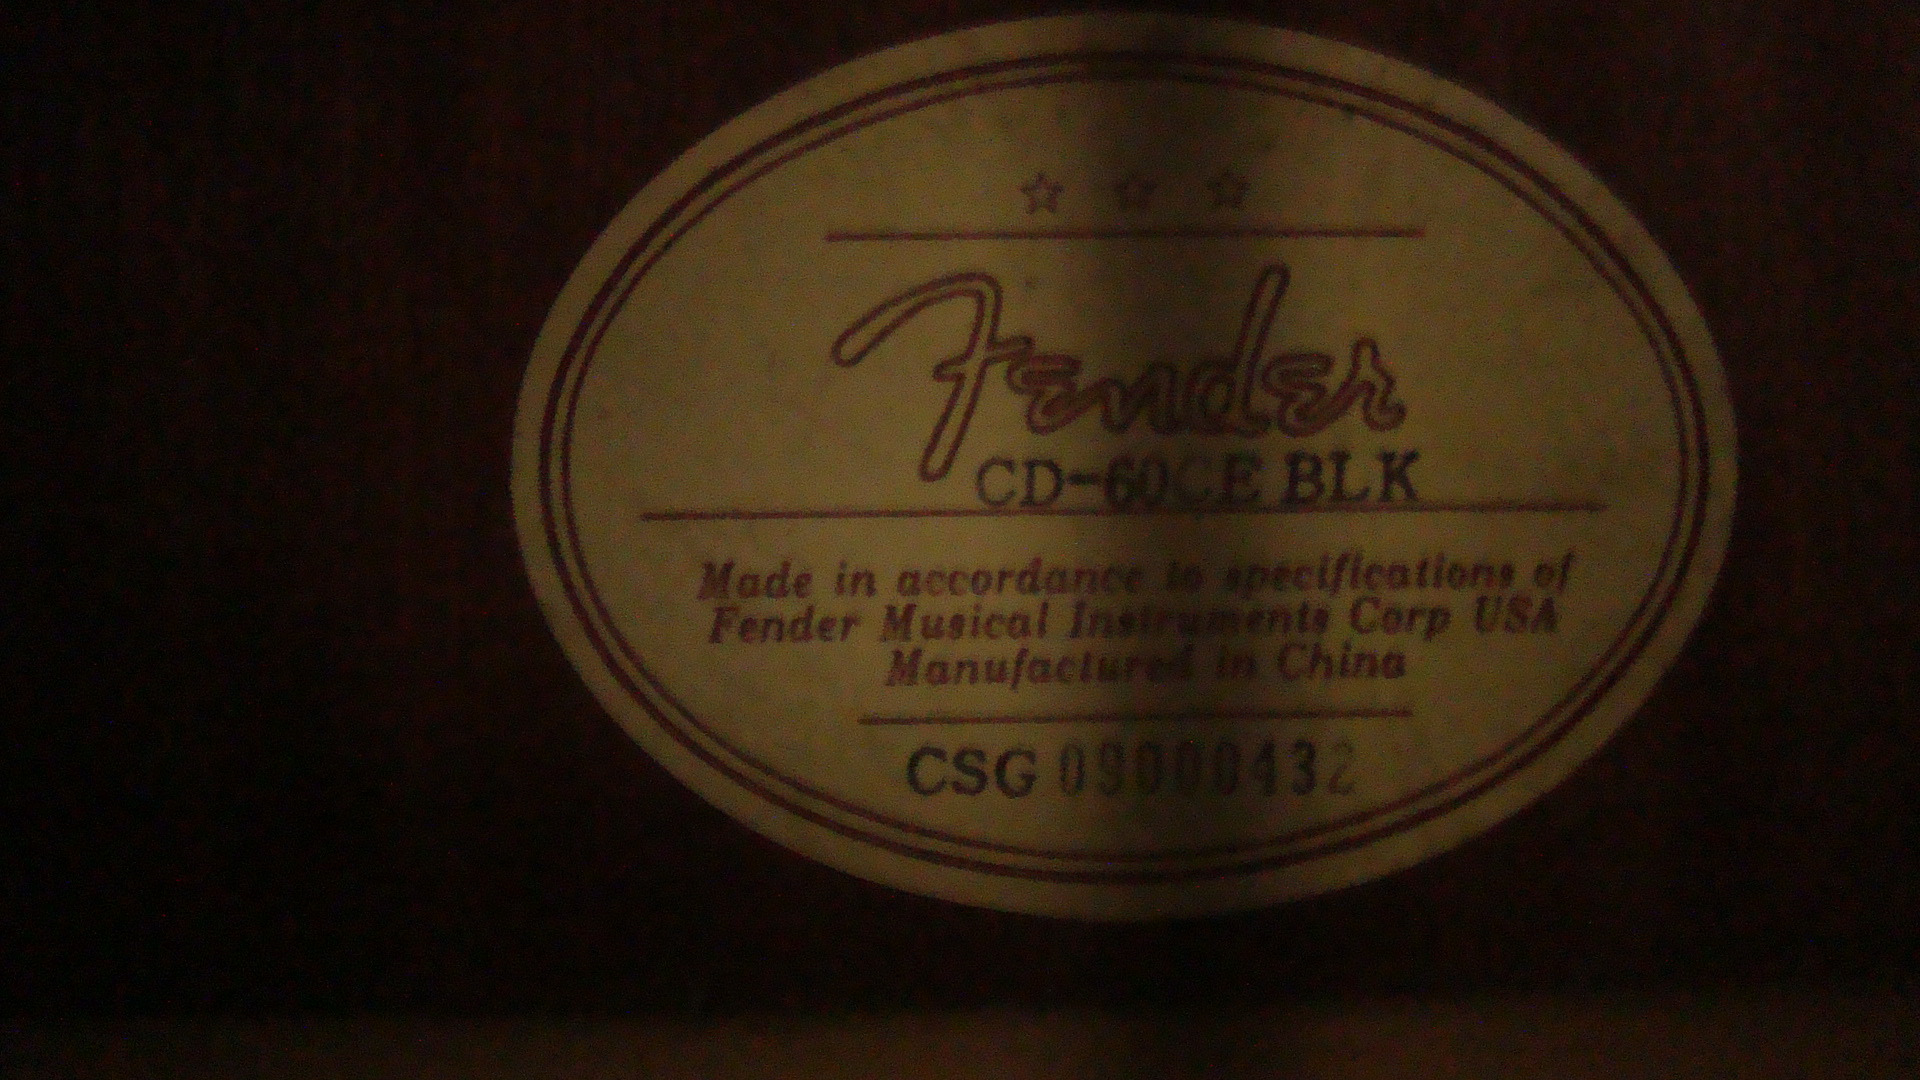 Fender
CD-60CE BLK
Made in accordance to specifications of
Fender Musical Instruments Corp USA
Manufactured in China
CSG 09000432